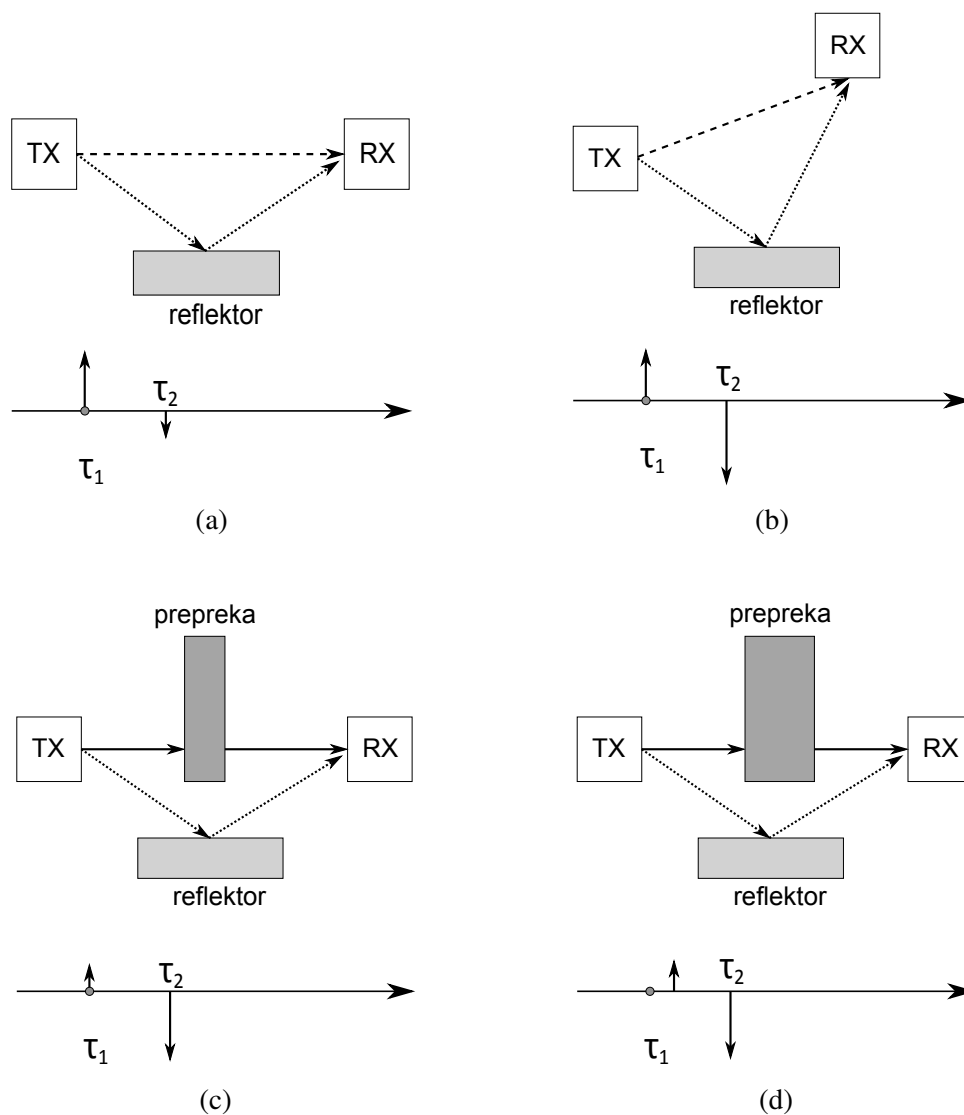 TX
RX
reflektor
τ2
τ1
(a)
RX
TX
reflektor
τ2
τ1
(b)
prepreka
TX
RX
reflektor
τ2
τ1
(c)
prepreka
TX
RX
reflektor
τ2
τ1
(d)